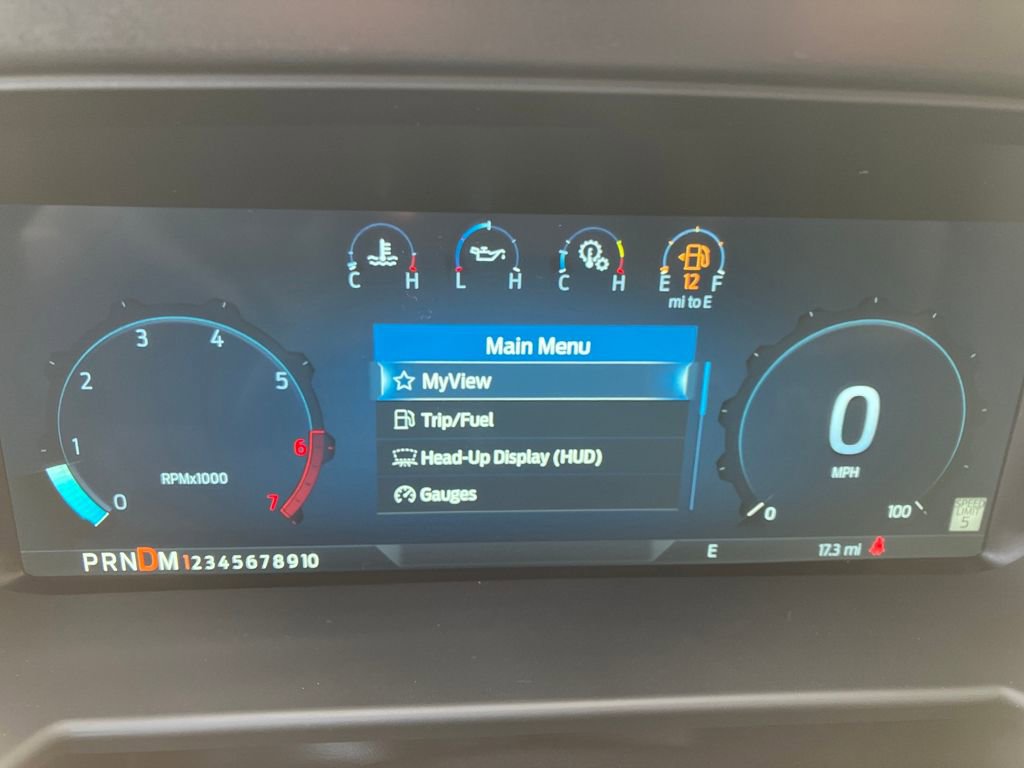 C H
L H
C H
E 12 F
mi to E
0 1 2 3 4 5 6 7
RPMx1000
Main Menu
MyView
Trip/Fuel
Head-Up Display (HUD)
Gauges
0
MPH
0 100
SPEED
LIMIT
5
PRNDM12345678910
E
17.3 mi